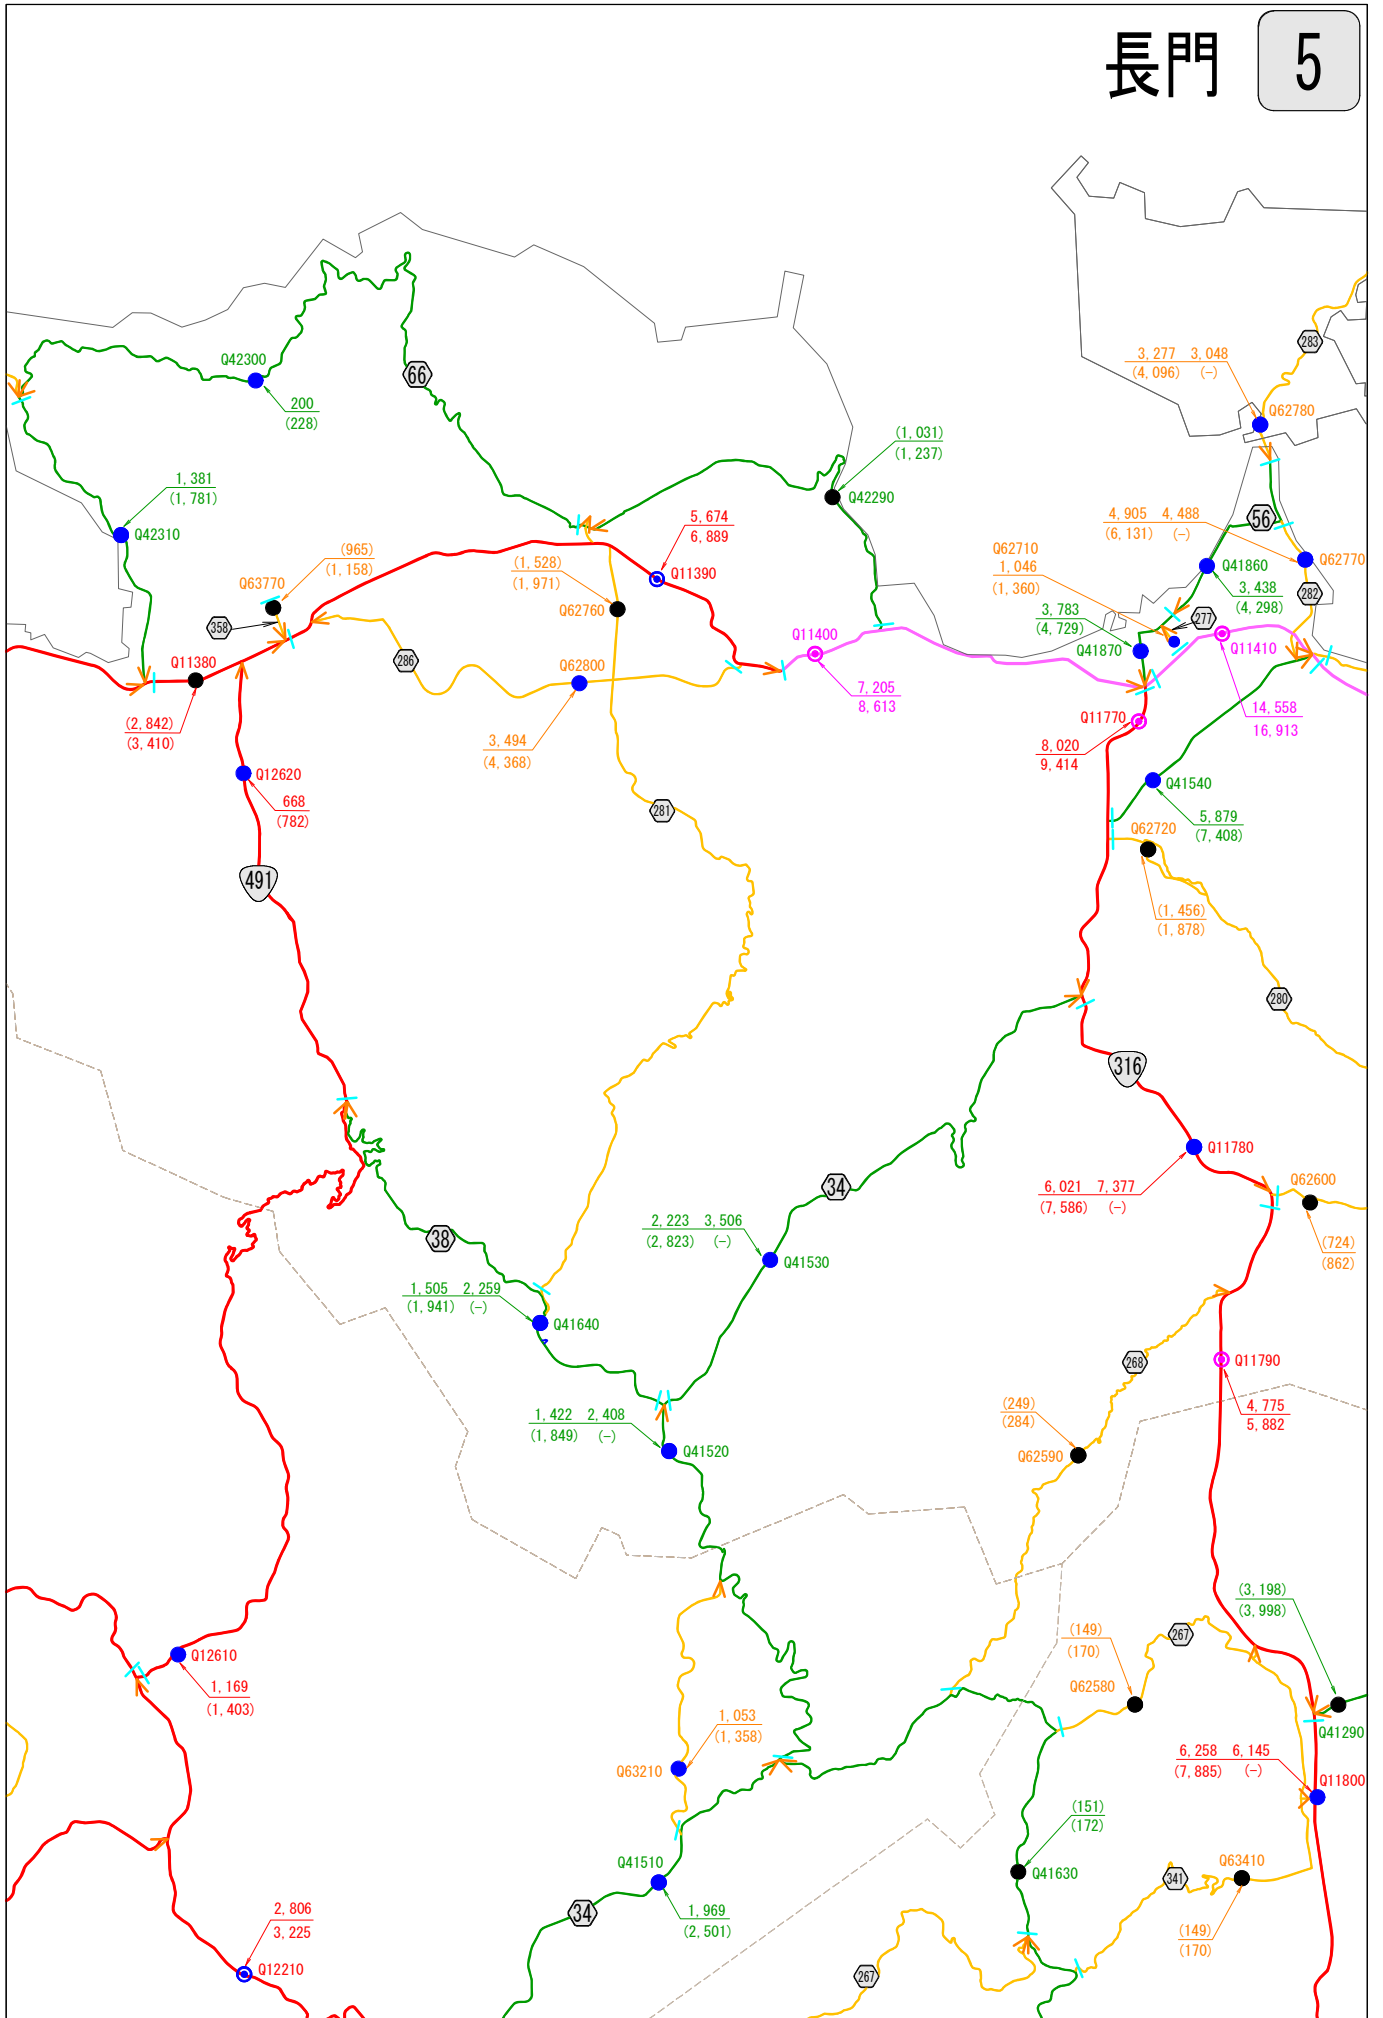 長門 5
283
3,277 3,048
(4,096) (-)
Q62780
Q42300
200
(228)
66
(1,031)
(1,237)
Q42290
1,381
(1,781)
Q42310
5,674
6,889
Q11390
56
4,905 4,488
(6,131) (-)
Q62770
Q62710
1,046
(1,360)
Q41860
3,438
(4,298)
282
(965)
(1,158)
Q63770
358
(1,528)
(1,971)
Q62760
3,783
(4,729)
Q41870
277
Q11400
7,205
8,613
Q11410
14,558
16,913
286
Q11380
(2,842)
(3,410)
Q62800
3,494
(4,368)
Q11770
8,020
9,414
Q12620
668
(782)
Q41540
5,879
(7,408)
281
Q62720
(1,456)
(1,878)
491
280
316
Q11780
6,021 7,377
(7,586) (-)
Q62600
(724)
(862)
34
2,223 3,506
(2,823) (-)
Q41530
38
1,505 2,259
(1,941) (-)
Q41640
268
Q11790
4,775
5,882
(249)
(284)
Q62590
1,422 2,408
(1,849) (-)
Q41520
(3,198)
(3,998)
Q41290
267
(149)
(170)
Q62580
Q12610
1,169
(1,403)
1,053
(1,358)
Q63210
6,258 6,145
(7,885) (-)
Q11800
(151)
(172)
Q41630
Q41510
1,969
(2,501)
34
341
Q63410
(149)
(170)
2,806
3,225
Q12210
267